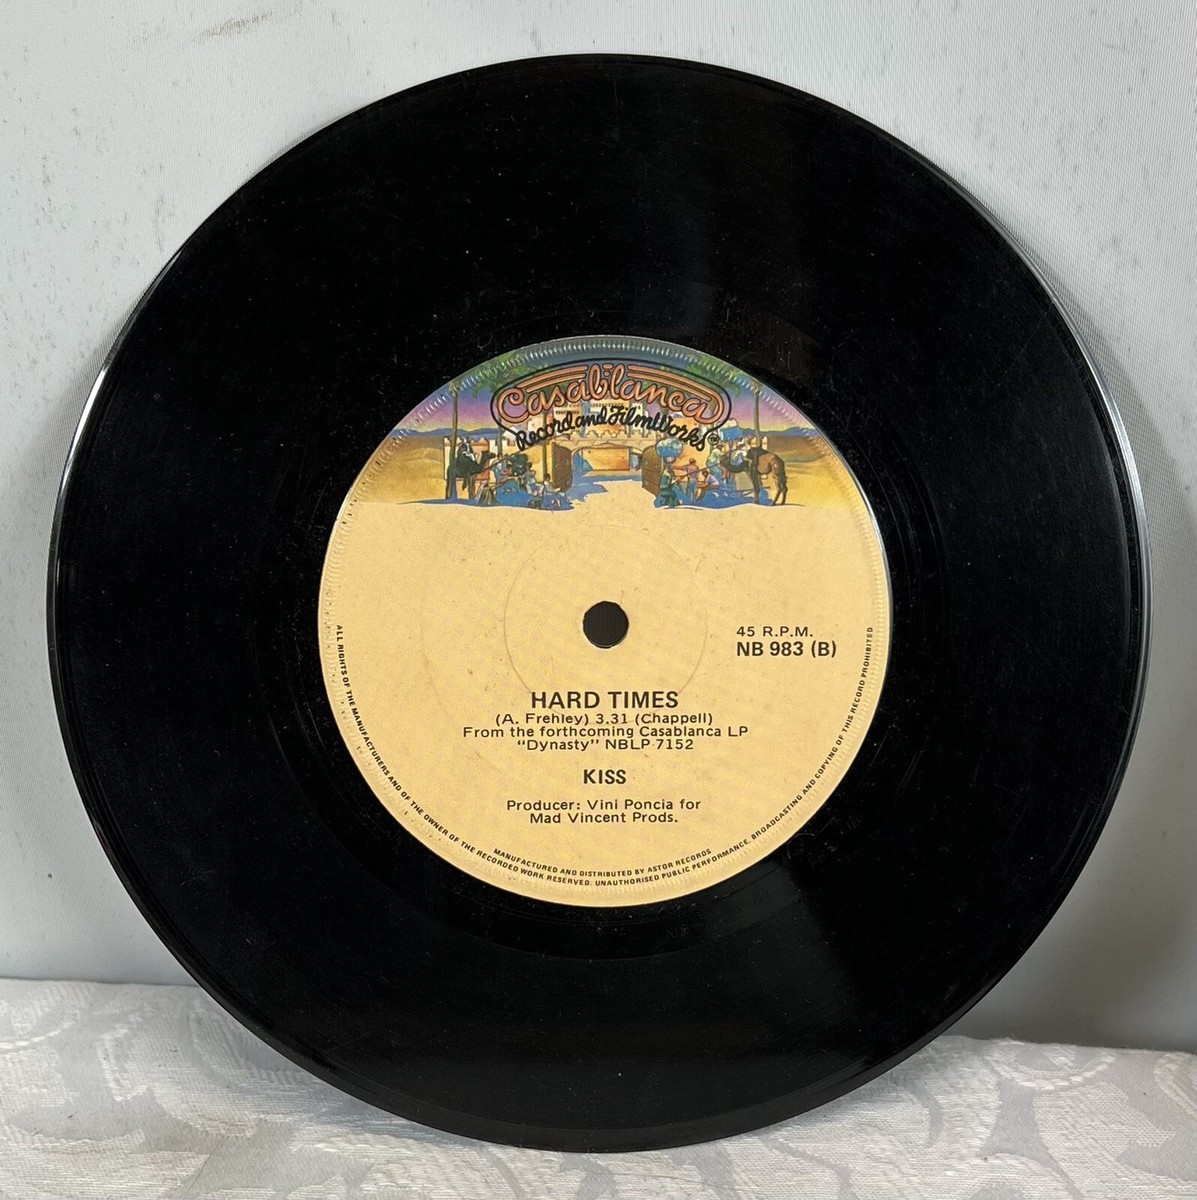 Casablanca
Record and FilmWorks
45 R.P.M.
NB 983 (B)
HARD TIMES
(A. Frehley) 3.31 (Chappell)
From the forthcoming Casablanca LP
"Dynasty" NBLP 7152
KISS
Producer: Vini Poncia for
Mad Vincent Prods.
MANUFACTURED AND DISTRIBUTED BY ASTOR RECORDS
ALL RIGHTS OF THE MANUFACTURERS AND OF THE OWNER OF THE RECORDED WORK RESERVED. UNAUTHORISED PUBLIC PERFORMANCE, BROADCASTING AND COPYING OF THIS RECORD PROHIBITED